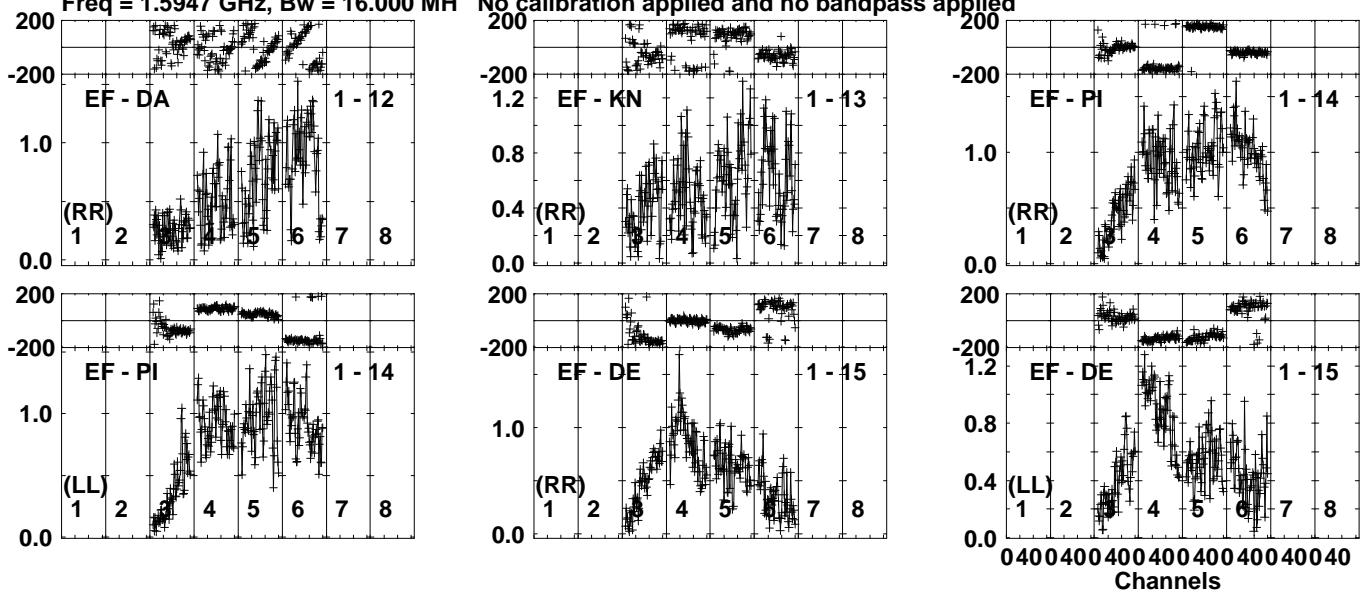 Freq = 1.5947 GHz, Bw = 16.000 MH No calibration applied and no bandpass applied
200
-200
EF - DA 1 - 12
1.0
(RR)
1 2 3 4 5 6 7 8
0.0
200
-200
EF - KN 1 - 13
1.2
0.8
0.4
(RR)
1 2 3 4 5 6 7 8
0.0
200
-200
EF - PI 1 - 14
1.0
(RR)
1 2 3 4 5 6 7 8
0.0
200
-200
EF - PI 1 - 14
1.0
(LL)
1 2 3 4 5 6 7 8
0.0
200
-200
EF - DE 1 - 15
1.0
(RR)
1 2 3 4 5 6 7 8
0.0
200
-200
EF - DE 1 - 15
1.2
0.8
0.4
(LL)
1 2 3 4 5 6 7 8
0.0
0 40 0 40 0 40 0 40 0 40 0 40 0 40 0 40
Channels